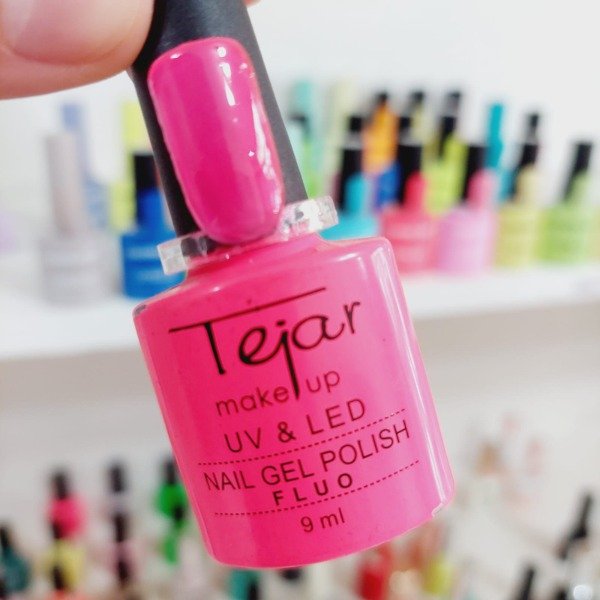 Tejar
make up
UV & LED
NAIL GEL POLISH
FLUO
9 ml